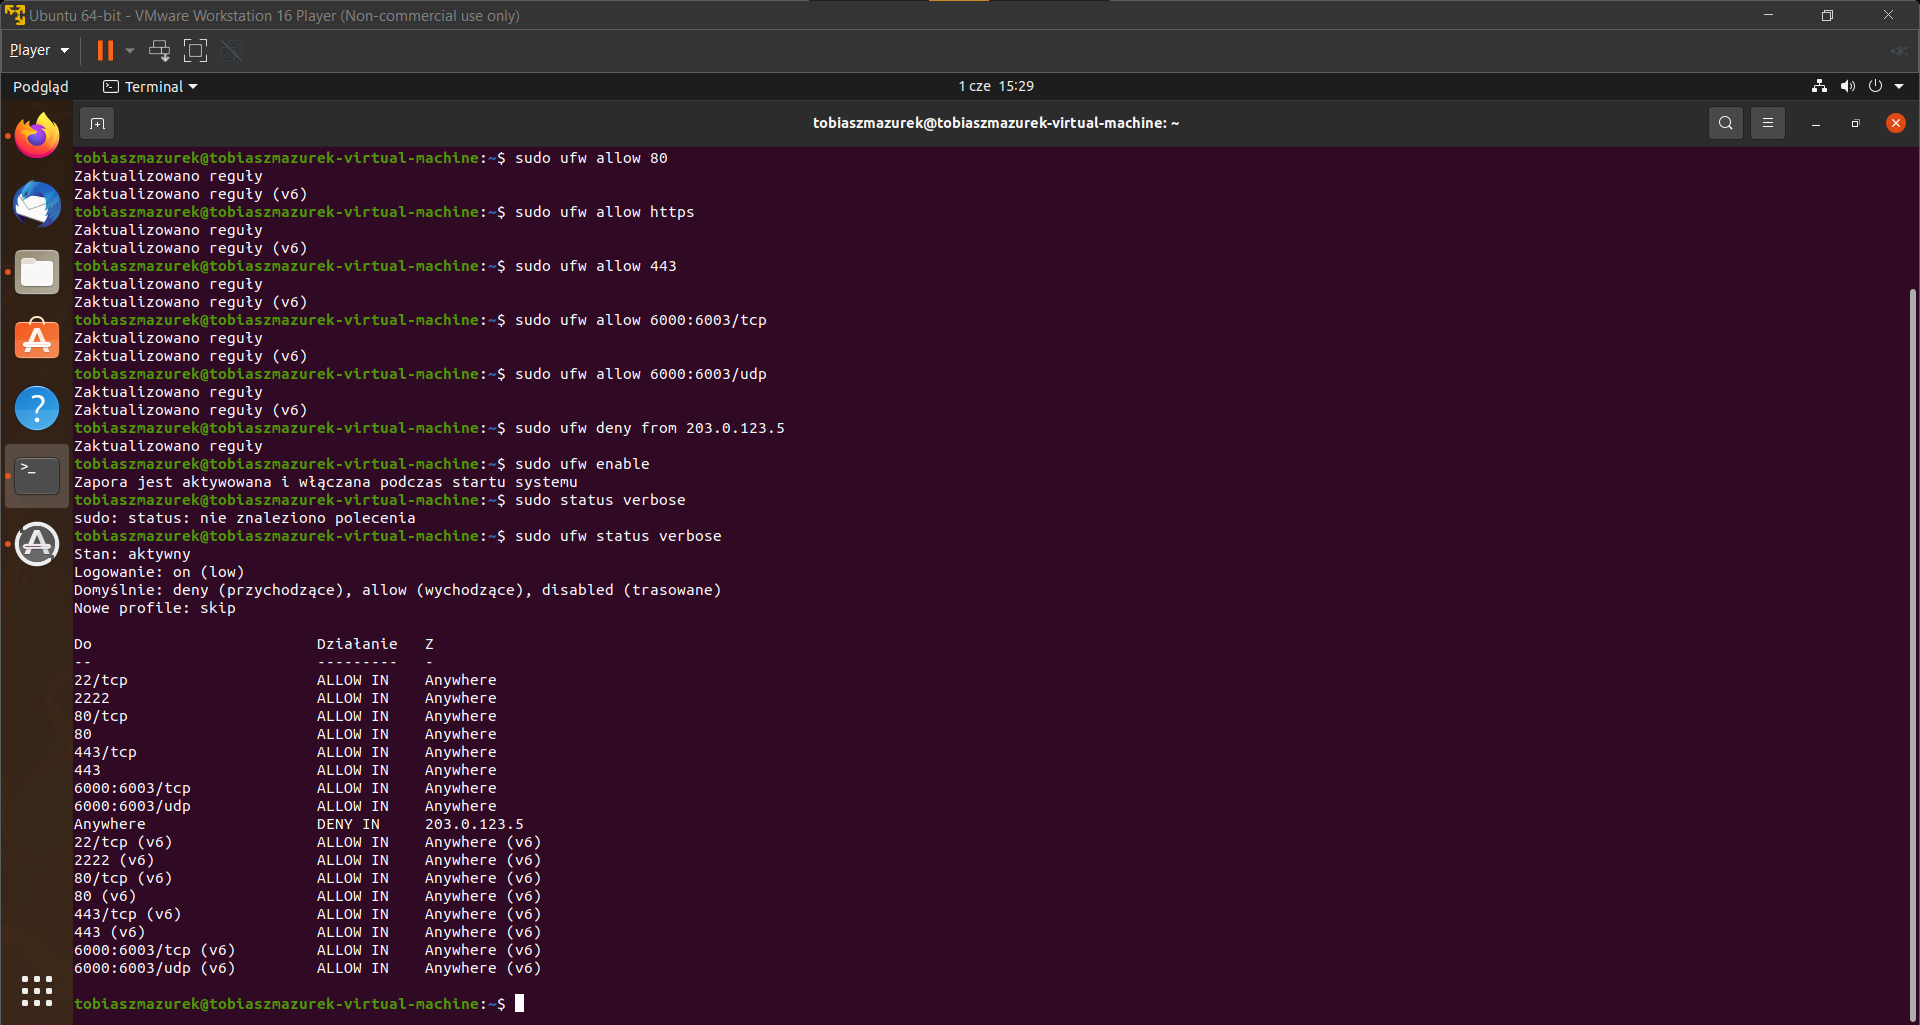 Ubuntu 64-bit - VMware Workstation 16 Player (Non-commercial use only)
Player
Podgląd Terminal 1 cze 15:29
tobiaszmazurek@tobiaszmazurek-virtual-machine: ~
tobiaszmazurek@tobiaszmazurek-virtual-machine:~$ sudo ufw allow 80
Zaktualizowano reguły
Zaktualizowano reguły (v6)
tobiaszmazurek@tobiaszmazurek-virtual-machine:~$ sudo ufw allow https
Zaktualizowano reguły
Zaktualizowano reguły (v6)
tobiaszmazurek@tobiaszmazurek-virtual-machine:~$ sudo ufw allow 443
Zaktualizowano reguły
Zaktualizowano reguły (v6)
tobiaszmazurek@tobiaszmazurek-virtual-machine:~$ sudo ufw allow 6000:6003/tcp
Zaktualizowano reguły
Zaktualizowano reguły (v6)
tobiaszmazurek@tobiaszmazurek-virtual-machine:~$ sudo ufw allow 6000:6003/udp
Zaktualizowano reguły
Zaktualizowano reguły (v6)
tobiaszmazurek@tobiaszmazurek-virtual-machine:~$ sudo ufw deny from 203.0.123.5
Zaktualizowano reguły
tobiaszmazurek@tobiaszmazurek-virtual-machine:~$ sudo ufw enable
Zapora jest aktywowana i włączana podczas startu systemu
tobiaszmazurek@tobiaszmazurek-virtual-machine:~$ sudo status verbose
sudo: status: nie znaleziono polecenia
tobiaszmazurek@tobiaszmazurek-virtual-machine:~$ sudo ufw status verbose
Stan: aktywny
Logowanie: on (low)
Domyślnie: deny (przychodzące), allow (wychodzące), disabled (trasowane)
Nowe profile: skip
Do Działanie Z
-- --------- -
22/tcp ALLOW IN Anywhere
2222 ALLOW IN Anywhere
80/tcp ALLOW IN Anywhere
80 ALLOW IN Anywhere
443/tcp ALLOW IN Anywhere
443 ALLOW IN Anywhere
6000:6003/tcp ALLOW IN Anywhere
6000:6003/udp ALLOW IN Anywhere
Anywhere DENY IN 203.0.123.5
22/tcp (v6) ALLOW IN Anywhere (v6)
2222 (v6) ALLOW IN Anywhere (v6)
80/tcp (v6) ALLOW IN Anywhere (v6)
80 (v6) ALLOW IN Anywhere (v6)
443/tcp (v6) ALLOW IN Anywhere (v6)
443 (v6) ALLOW IN Anywhere (v6)
6000:6003/tcp (v6) ALLOW IN Anywhere (v6)
6000:6003/udp (v6) ALLOW IN Anywhere (v6)
tobiaszmazurek@tobiaszmazurek-virtual-machine:~$